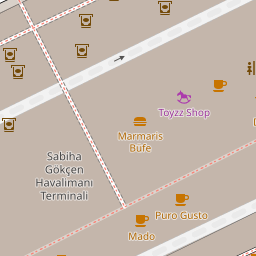 Toyzz Shop
Marmaris
Büfe
Sabiha
Gökçen
Havalimanı
Terminali
Puro Gusto
Mado